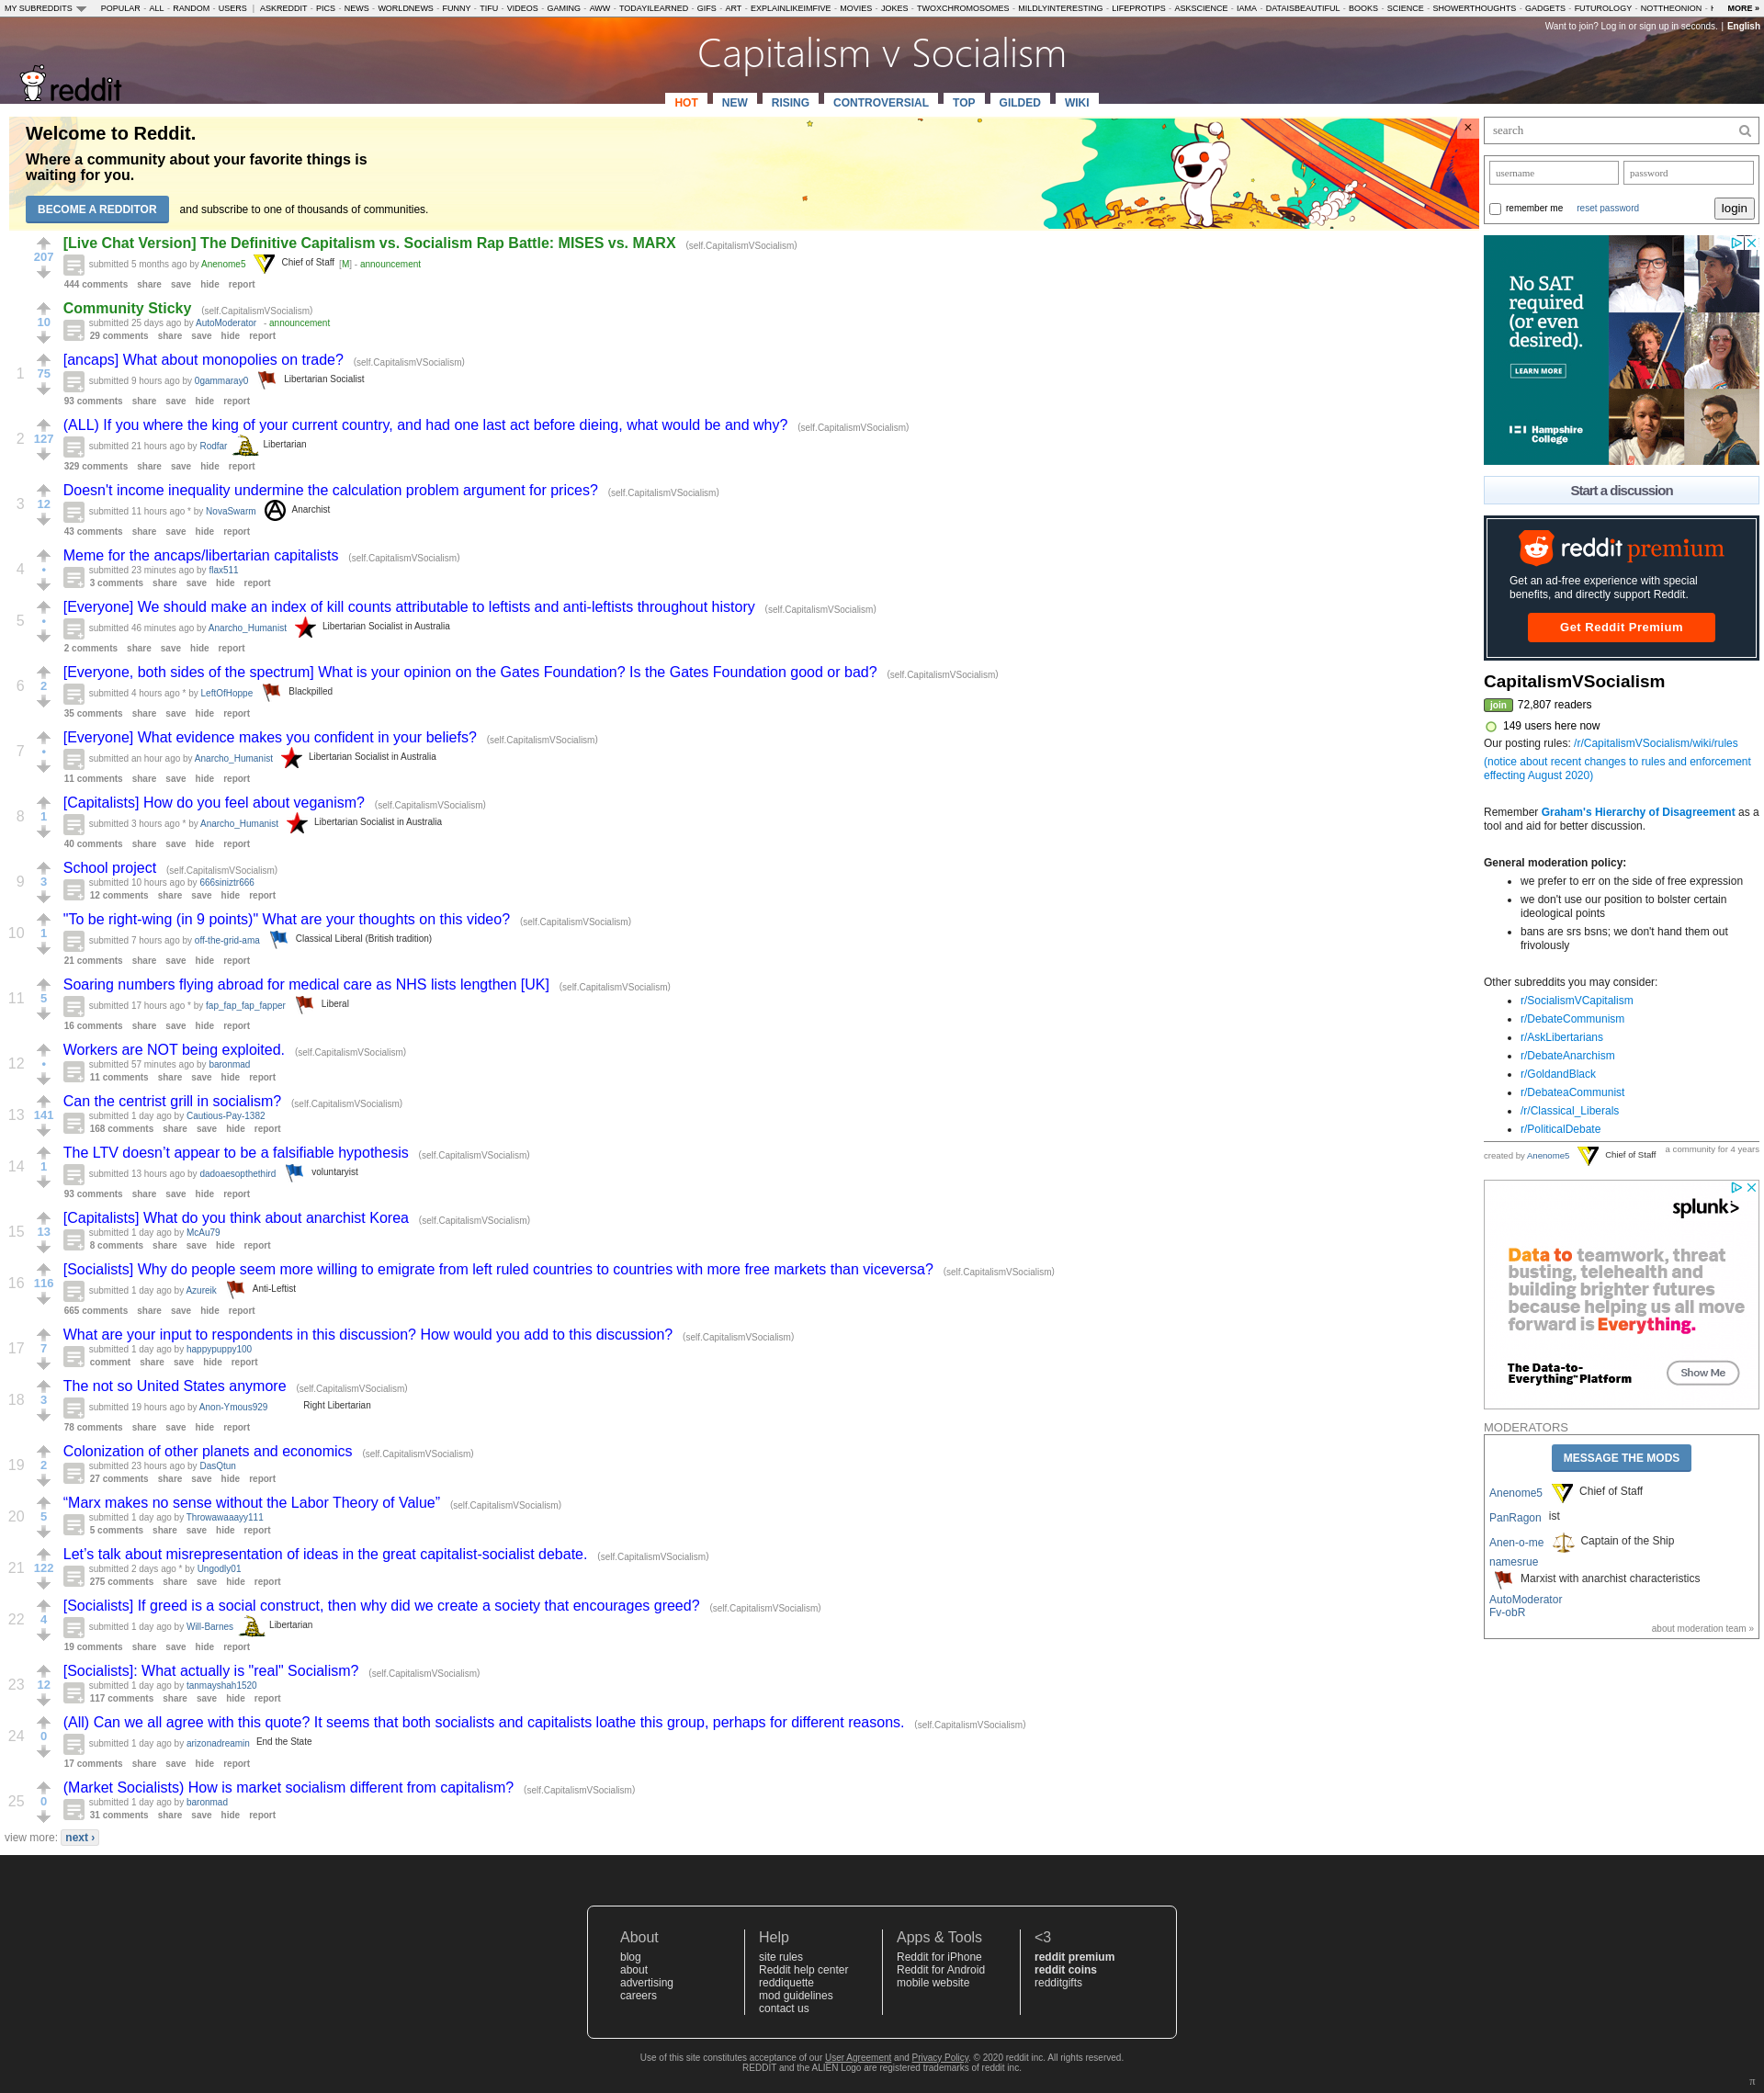 MY SUBREDDITS POPULAR - ALL - RANDOM - USERS | ASKREDDIT - PICS - NEWS - WORLDNEWS - FUNNY - TIFU - VIDEOS - GAMING - AWW - TODAYILEARNED - GIFS - ART - EXPLAINLIKEIMFIVE - MOVIES - JOKES - TWOXCHROMOSOMES - MILDLYINTERESTING - LIFEPROTIPS - ASKSCIENCE - IAMA - DATAISBEAUTIFUL - BOOKS - SCIENCE - SHOWERTHOUGHTS - GADGETS - FUTUROLOGY - NOTTHEONION - MORE »
Want to join? Log in or sign up in seconds. | English
Capitalism v Socialism
reddit
HOT NEW RISING CONTROVERSIAL TOP GILDED WIKI
Welcome to Reddit.
Where a community about your favorite things is
waiting for you.
BECOME A REDDITOR and subscribe to one of thousands of communities.
×
207
[Live Chat Version] The Definitive Capitalism vs. Socialism Rap Battle: MISES vs. MARX (self.CapitalismVSocialism)
submitted 5 months ago by Anenome5 Chief of Staff [M] - announcement
444 comments share save hide report
10
Community Sticky (self.CapitalismVSocialism)
submitted 25 days ago by AutoModerator - announcement
29 comments share save hide report
1 75
[ancaps] What about monopolies on trade? (self.CapitalismVSocialism)
submitted 9 hours ago by 0gammaray0 Libertarian Socialist
93 comments share save hide report
2 127
(ALL) If you where the king of your current country, and had one last act before dieing, what would be and why? (self.CapitalismVSocialism)
submitted 21 hours ago by Rodfar Libertarian
329 comments share save hide report
3 12
Doesn't income inequality undermine the calculation problem argument for prices? (self.CapitalismVSocialism)
submitted 11 hours ago * by NovaSwarm Anarchist
43 comments share save hide report
4 •
Meme for the ancaps/libertarian capitalists (self.CapitalismVSocialism)
submitted 23 minutes ago by flax511
3 comments share save hide report
5 •
[Everyone] We should make an index of kill counts attributable to leftists and anti-leftists throughout history (self.CapitalismVSocialism)
submitted 46 minutes ago by Anarcho_Humanist Libertarian Socialist in Australia
2 comments share save hide report
6 2
[Everyone, both sides of the spectrum] What is your opinion on the Gates Foundation? Is the Gates Foundation good or bad? (self.CapitalismVSocialism)
submitted 4 hours ago * by LeftOfHoppe Blackpilled
35 comments share save hide report
7 •
[Everyone] What evidence makes you confident in your beliefs? (self.CapitalismVSocialism)
submitted an hour ago by Anarcho_Humanist Libertarian Socialist in Australia
11 comments share save hide report
8 1
[Capitalists] How do you feel about veganism? (self.CapitalismVSocialism)
submitted 3 hours ago * by Anarcho_Humanist Libertarian Socialist in Australia
40 comments share save hide report
9 3
School project (self.CapitalismVSocialism)
submitted 10 hours ago by 666siniztr666
12 comments share save hide report
10 1
"To be right-wing (in 9 points)" What are your thoughts on this video? (self.CapitalismVSocialism)
submitted 7 hours ago by off-the-grid-ama Classical Liberal (British tradition)
21 comments share save hide report
11 5
Soaring numbers flying abroad for medical care as NHS lists lengthen [UK] (self.CapitalismVSocialism)
submitted 17 hours ago * by fap_fap_fap_fapper Liberal
16 comments share save hide report
12 •
Workers are NOT being exploited. (self.CapitalismVSocialism)
submitted 57 minutes ago by baronmad
11 comments share save hide report
13 141
Can the centrist grill in socialism? (self.CapitalismVSocialism)
submitted 1 day ago by Cautious-Pay-1382
168 comments share save hide report
14 1
The LTV doesn’t appear to be a falsifiable hypothesis (self.CapitalismVSocialism)
submitted 13 hours ago by dadoaesopthethird voluntaryist
93 comments share save hide report
15 13
[Capitalists] What do you think about anarchist Korea (self.CapitalismVSocialism)
submitted 1 day ago by McAu79
8 comments share save hide report
16 116
[Socialists] Why do people seem more willing to emigrate from left ruled countries to countries with more free markets than viceversa? (self.CapitalismVSocialism)
submitted 1 day ago by Azureik Anti-Leftist
665 comments share save hide report
17 7
What are your input to respondents in this discussion? How would you add to this discussion? (self.CapitalismVSocialism)
submitted 1 day ago by happypuppy100
comment share save hide report
18 3
The not so United States anymore (self.CapitalismVSocialism)
submitted 19 hours ago by Anon-Ymous929 Right Libertarian
78 comments share save hide report
19 2
Colonization of other planets and economics (self.CapitalismVSocialism)
submitted 23 hours ago by DasQtun
27 comments share save hide report
20 5
“Marx makes no sense without the Labor Theory of Value” (self.CapitalismVSocialism)
submitted 1 day ago by Throwawaaayy111
5 comments share save hide report
21 122
Let’s talk about misrepresentation of ideas in the great capitalist-socialist debate. (self.CapitalismVSocialism)
submitted 2 days ago * by Ungodly01
275 comments share save hide report
22 4
[Socialists] If greed is a social construct, then why did we create a society that encourages greed? (self.CapitalismVSocialism)
submitted 1 day ago by Will-Barnes Libertarian
19 comments share save hide report
23 12
[Socialists]: What actually is "real" Socialism? (self.CapitalismVSocialism)
submitted 1 day ago by tanmayshah1520
117 comments share save hide report
24 0
(All) Can we all agree with this quote? It seems that both socialists and capitalists loathe this group, perhaps for different reasons. (self.CapitalismVSocialism)
submitted 1 day ago by arizonadreamin End the State
17 comments share save hide report
25 0
(Market Socialists) How is market socialism different from capitalism? (self.CapitalismVSocialism)
submitted 1 day ago by baronmad
31 comments share save hide report
view more: next ›
search
username password
remember me reset password login
No SAT
required
(or even
desired).
LEARN MORE
Hampshire
College
Start a discussion
reddit premium
Get an ad-free experience with special
benefits, and directly support Reddit.
Get Reddit Premium
CapitalismVSocialism
join 72,807 readers
149 users here now
Our posting rules: /r/CapitalismVSocialism/wiki/rules
(notice about recent changes to rules and enforcement
effecting August 2020)
Remember Graham's Hierarchy of Disagreement as a
tool and aid for better discussion.
General moderation policy:
• we prefer to err on the side of free expression
• we don't use our position to bolster certain
ideological points
• bans are srs bsns; we don't hand them out
frivolously
Other subreddits you may consider:
• r/SocialismVCapitalism
• r/DebateCommunism
• r/AskLibertarians
• r/DebateAnarchism
• r/GoldandBlack
• r/DebateaCommunist
• /r/Classical_Liberals
• r/PoliticalDebate
created by Anenome5 Chief of Staff a community for 4 years
splunk>
Data to teamwork, threat
busting, telehealth and
building brighter futures
because helping us all move
forward is Everything.
The Data-to-
Everything™ Platform
Show Me
MODERATORS
MESSAGE THE MODS
Anenome5 Chief of Staff
PanRagon ist
Anen-o-me Captain of the Ship
namesrue
Marxist with anarchist characteristics
AutoModerator
Fv-obR
about moderation team »
About
blog
about
advertising
careers
Help
site rules
Reddit help center
reddiquette
mod guidelines
contact us
Apps & Tools
Reddit for iPhone
Reddit for Android
mobile website
<3
reddit premium
reddit coins
redditgifts
Use of this site constitutes acceptance of our User Agreement and Privacy Policy. © 2020 reddit inc. All rights reserved.
REDDIT and the ALIEN Logo are registered trademarks of reddit inc.
π